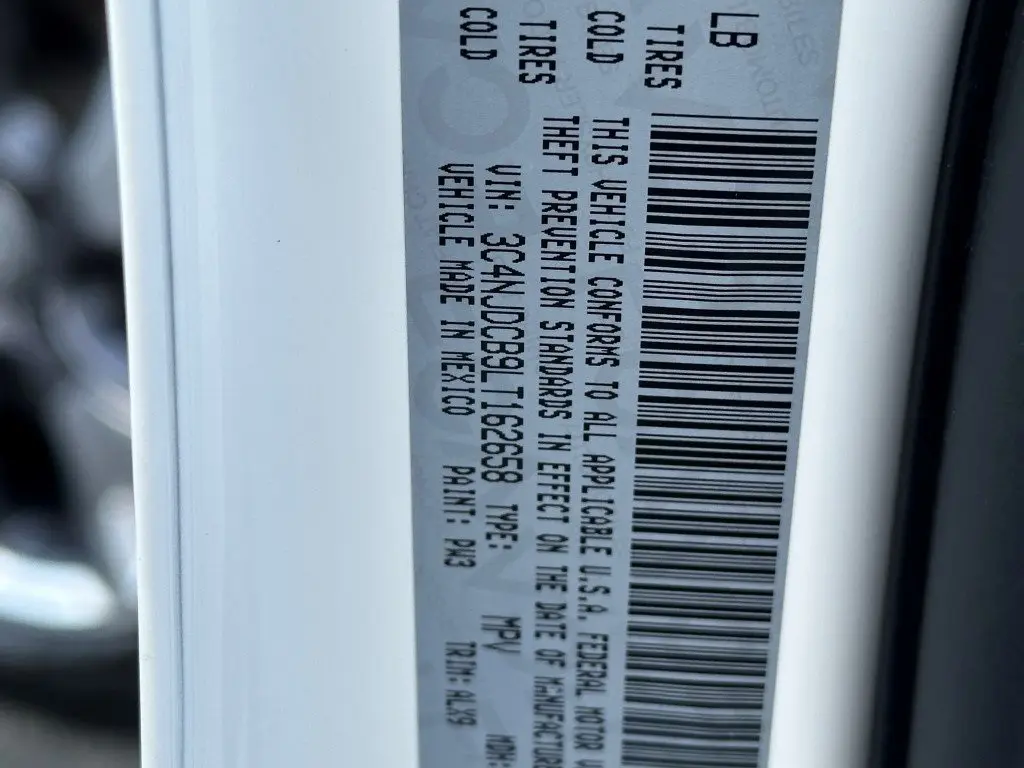 LB
TIRES
COLD
TIRES
COLD
THIS VEHICLE CONFORMS TO ALL APPLICABLE U.S.A. FEDERAL MOTOR V
THEFT PREVENTION STANDARDS IN EFFECT ON THE DATE OF MANUFACTURE
VIN: 3C4NJDCB9LT162658 TYPE: MPV MDH:
VEHICLE MADE IN MEXICO PAINT: PW3 TRIM: ALX9